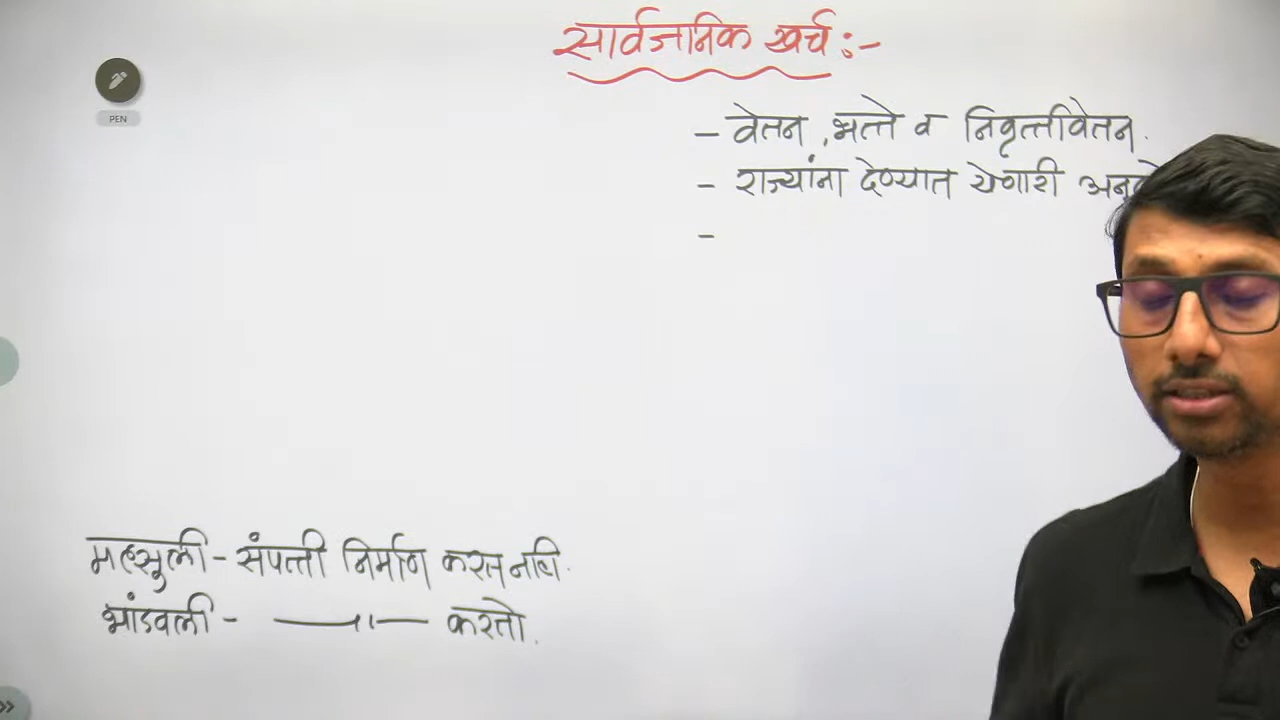 सार्वजनिक खर्च :-
PEN
- वेतन, भत्ते व निवृत्तीवेतन.
- राज्यांना देण्यात येणारी
-
महसुली - संपत्ती निर्माण करत नाही.
भांडवली - —〃— करतो.